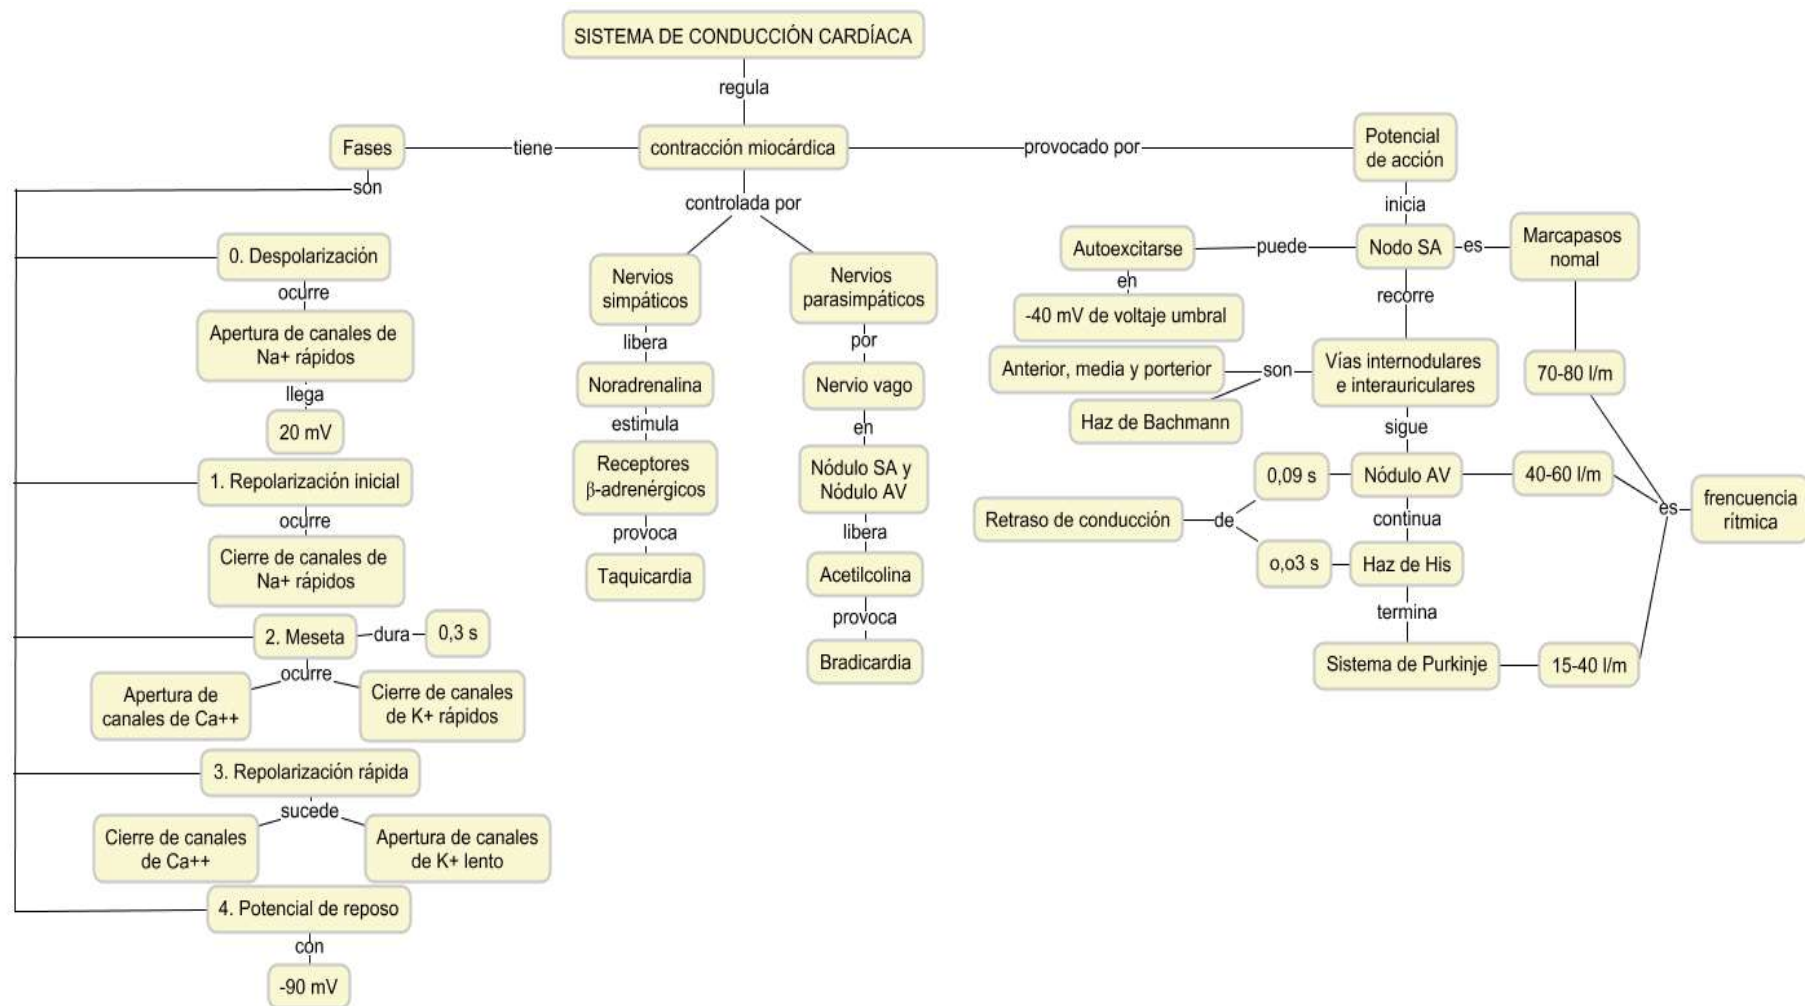 SISTEMA DE CONDUCCIÓN CARDÍACA
regula
Fases
tiene
contracción miocárdica
provocado por
Potencial
de acción
son
0. Despolarización
ocurre
Apertura de canales de
Na+ rápidos
llega
20 mV
1. Repolarización inicial
ocurre
Cierre de canales de
Na+ rápidos
2. Meseta
dura
0,3 s
ocurre
Apertura de
canales de Ca++
Cierre de canales
de K+ rápidos
3. Repolarización rápida
sucede
Cierre de canales
de Ca++
Apertura de canales
de K+ lento
4. Potencial de reposo
con
-90 mV
controlada por
Nervios
simpáticos
libera
Noradrenalina
estimula
Receptores
β-adrenérgicos
provoca
Taquicardia
Nervios
parasimpáticos
por
Nervio vago
en
Nódulo SA y
Nódulo AV
libera
Acetilcolina
provoca
Bradicardia
inicia
Autoexcitarse
puede
Nodo SA
es
Marcapasos
nomal
en
-40 mV de voltaje umbral
recorre
Anterior, media y porterior
son
Vías internodulares
e interauriculares
70-80 l/m
Haz de Bachmann
sigue
0,09 s
Nódulo AV
40-60 l/m
Retraso de conducción
de
continua
es
frencuencia
rítmica
o,o3 s
Haz de His
termina
Sistema de Purkinje
15-40 l/m